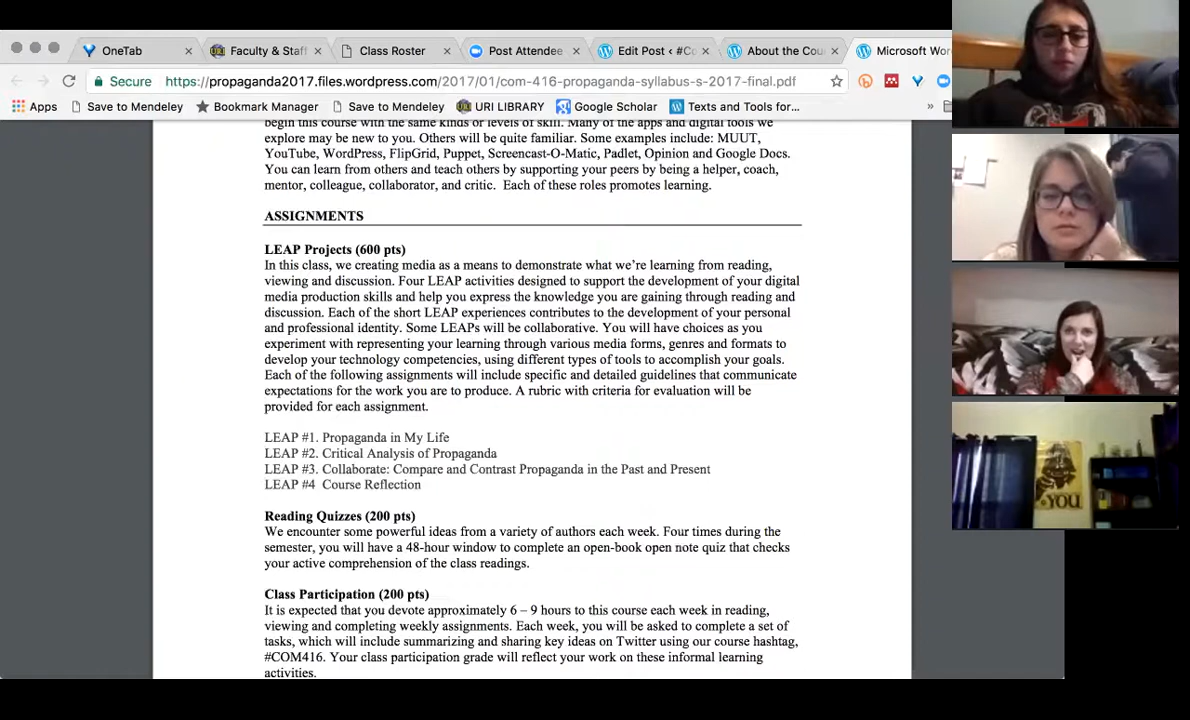 OneTab
Faculty & Staff
Class Roster
Post Attendee
Edit Post ‹ #Co
About the Cou
Microsoft Wor
Secure https://propaganda2017.files.wordpress.com/2017/01/com-416-propaganda-syllabus-s-2017-final.pdf
Apps Save to Mendeley Bookmark Manager Save to Mendeley URI LIBRARY Google Scholar Texts and Tools for... »
begin this course with the same kinds or levels of skill. Many of the apps and digital tools we
explore may be new to you. Others will be quite familiar. Some examples include: MUUT,
YouTube, WordPress, FlipGrid, Puppet, Screencast-O-Matic, Padlet, Opinion and Google Docs.
You can learn from others and teach others by supporting your peers by being a helper, coach,
mentor, colleague, collaborator, and critic. Each of these roles promotes learning.
ASSIGNMENTS
LEAP Projects (600 pts)
In this class, we creating media as a means to demonstrate what we’re learning from reading,
viewing and discussion. Four LEAP activities designed to support the development of your digital
media production skills and help you express the knowledge you are gaining through reading and
discussion. Each of the short LEAP experiences contributes to the development of your personal
and professional identity. Some LEAPs will be collaborative. You will have choices as you
experiment with representing your learning through various media forms, genres and formats to
develop your technology competencies, using different types of tools to accomplish your goals.
Each of the following assignments will include specific and detailed guidelines that communicate
expectations for the work you are to produce. A rubric with criteria for evaluation will be
provided for each assignment.
LEAP #1. Propaganda in My Life
LEAP #2. Critical Analysis of Propaganda
LEAP #3. Collaborate: Compare and Contrast Propaganda in the Past and Present
LEAP #4 Course Reflection
Reading Quizzes (200 pts)
We encounter some powerful ideas from a variety of authors each week. Four times during the
semester, you will have a 48-hour window to complete an open-book open note quiz that checks
your active comprehension of the class readings.
Class Participation (200 pts)
It is expected that you devote approximately 6 – 9 hours to this course each week in reading,
viewing and completing weekly assignments. Each week, you will be asked to complete a set of
tasks, which will include summarizing and sharing key ideas on Twitter using our course hashtag,
#COM416. Your class participation grade will reflect your work on these informal learning
activities.
YOU